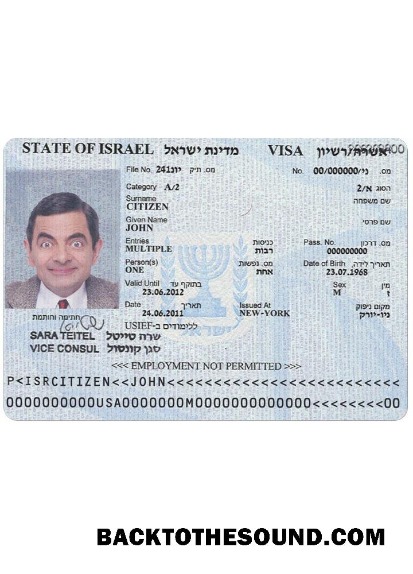 STATE OF ISRAEL מדינת ישראל VISA אשרה/רשיון
File No. יונ241 מס. תיק No. 00/000000/ני מס.
Category A/2 הסוג א/2
Surname שם משפחה
CITIZEN
Given Name שם פרטי
JOHN
Entries כניסות Pass. No. מס. דרכון
MULTIPLE רבות 000000000
Person(s) מס. נפשות Date of Birth תאריך לידה
ONE אחת 23.07.1968
Valid Until בתוקף עד Sex מין
23.06.2012 M ז
Date תאריך Issued At מקום ניפוק
24.06.2011 NEW-YORK ניו-יורק
חתימה וחותמת
USIEF-ללימודים ב
SARA TEITEL שרה טייטל
VICE CONSUL סגן קונסול
<<< EMPLOYMENT NOT PERMITTED >>>
P<ISRCITIZEN<<JOHN<<<<<<<<<<<<<<<<<<<<<<<<<<
0000000000USA0000000M00000000000000<<<<<<<00
BACKTOTHESOUND.COM